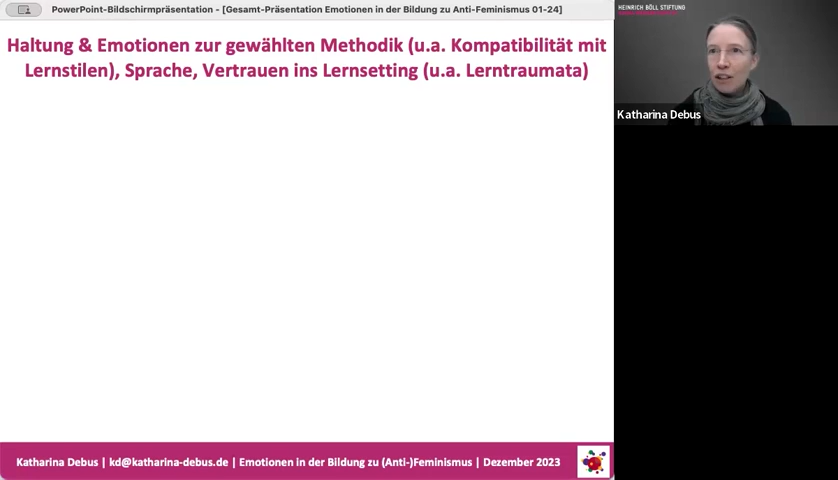 PowerPoint-Bildschirmpräsentation - [Gesamt-Präsentation Emotionen in der Bildung zu Anti-Feminismus 01-24]
Haltung & Emotionen zur gewählten Methodik (u.a. Kompatibilität mit
Lernstilen), Sprache, Vertrauen ins Lernsetting (u.a. Lerntraumata)
HEINRICH BÖLL STIFTUNG
Katharina Debus
Katharina Debus | kd@katharina-debus.de | Emotionen in der Bildung zu (Anti-)Feminismus | Dezember 2023